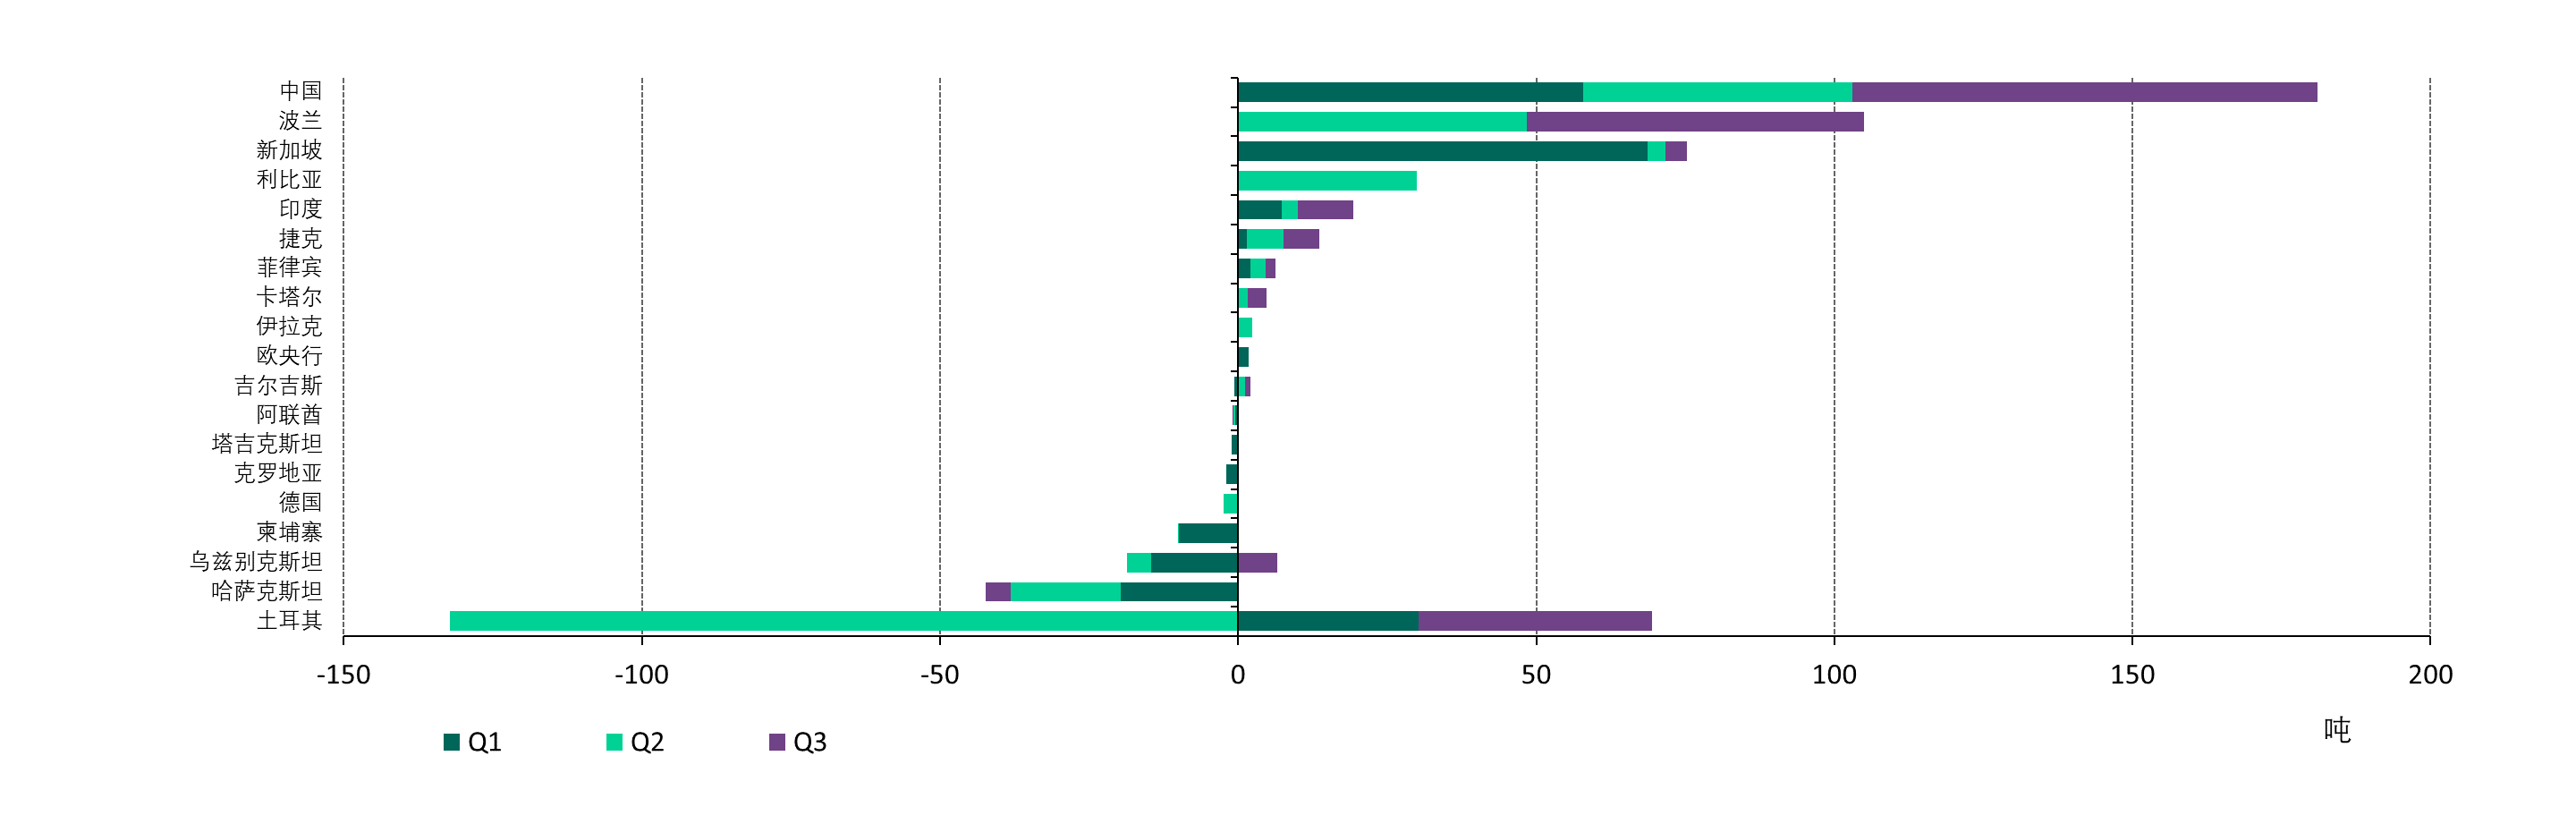 中国
波兰
新加坡
利比亚
印度
捷克
菲律宾
卡塔尔
伊拉克
欧央行
吉尔吉斯
阿联酋
塔吉克斯坦
克罗地亚
德国
柬埔寨
乌兹别克斯坦
哈萨克斯坦
土耳其
-150 -100 -50 0 50 100 150 200
吨
Q1 Q2 Q3